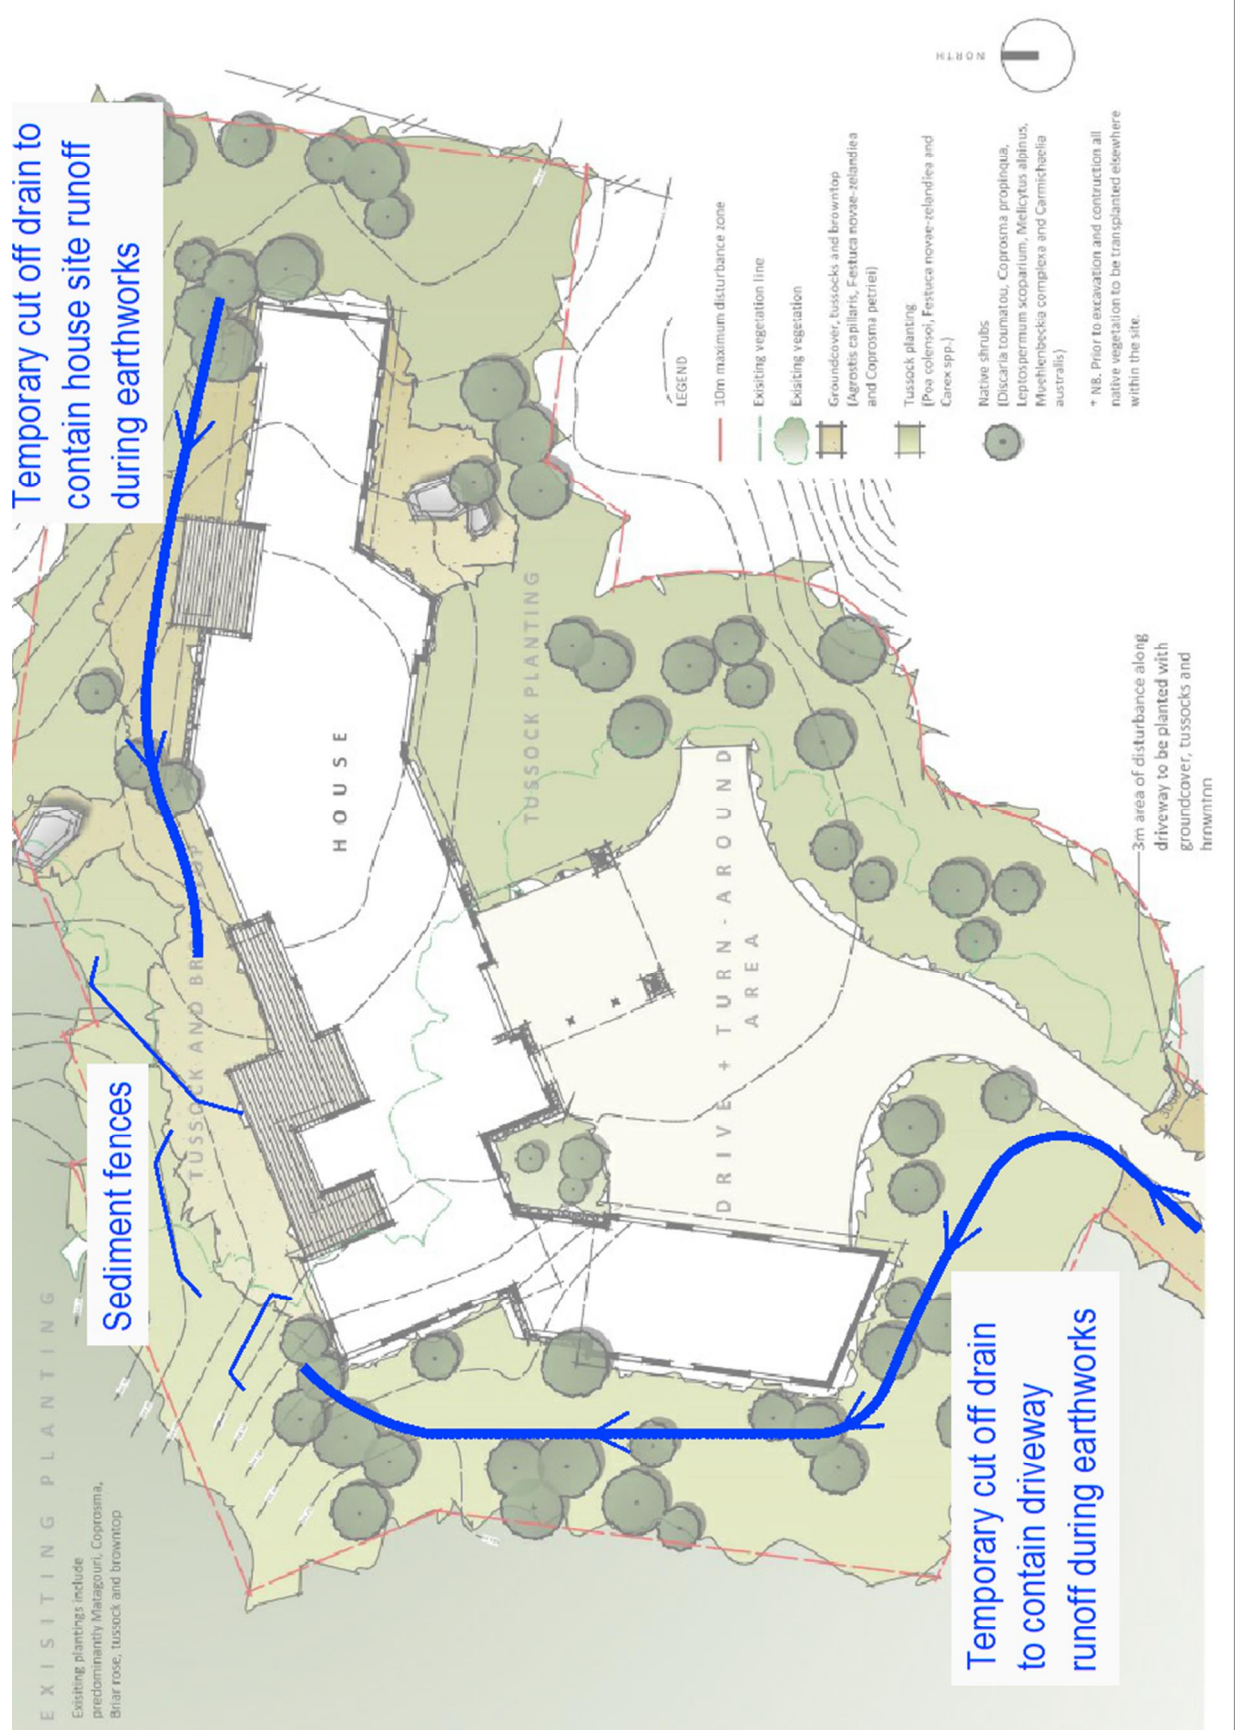 Temporary cut off drain to
contain house site runoff
during earthworks
Sediment fences
EXISITING PLANTING
Exisiting plantings include
predominantly Matagouri, Coprosma,
Briar rose, tussock and browntop
TUSSOCK AND BR
TOP
HOUSE
TUSSOCK PLANTING
DRIVE + TURN-AROUND
AREA
Temporary cut off drain
to contain driveway
runoff during earthworks
NORTH
LEGEND
10m maximum disturbance zone
Exisiting vegetation line
Exisiting vegetation
Groundcover, tussocks and browntop
(Agrostis capillaris, Festuca novae-zelandiea
and Coprosma petriei)
Tussock planting
(Poa colensoi, Festuca novae-zelandiea and
Carex spp.)
Native shrubs
(Discaria toumatou, Coprosma propinqua,
Leptospermum scoparium, Melicytus alpinus,
Muehlenbeckia complexa and Carmichaelia
australis)
* NB. Prior to excavation and contruction all
native vegetation to be transplanted elsewhere
within the site.
3m area of disturbance along
driveway to be planted with
groundcover, tussocks and